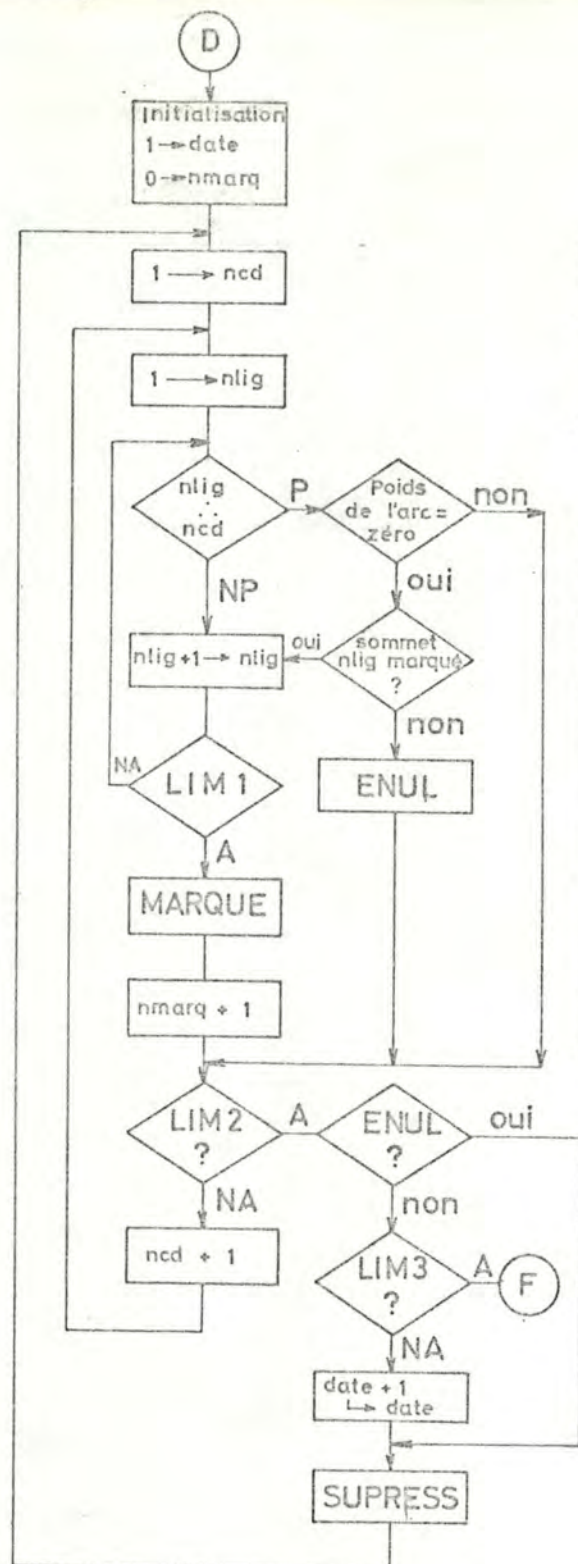 D
Initialisation
1 → date
0 → nmarq
1 → ncd
1 → nlig
nlig
∴
ncd
P
Poids
de l'arc =
zéro
non
NP
oui
nlig + 1 → nlig
oui
sommet
nlig marqué
?
non
NA
LIM 1
ENUL
A
MARQUE
nmarq + 1
LIM2
?
A
ENUL
?
oui
NA
non
ncd + 1
LIM3
?
A
F
NA
date + 1
↳ date
SUPRESS